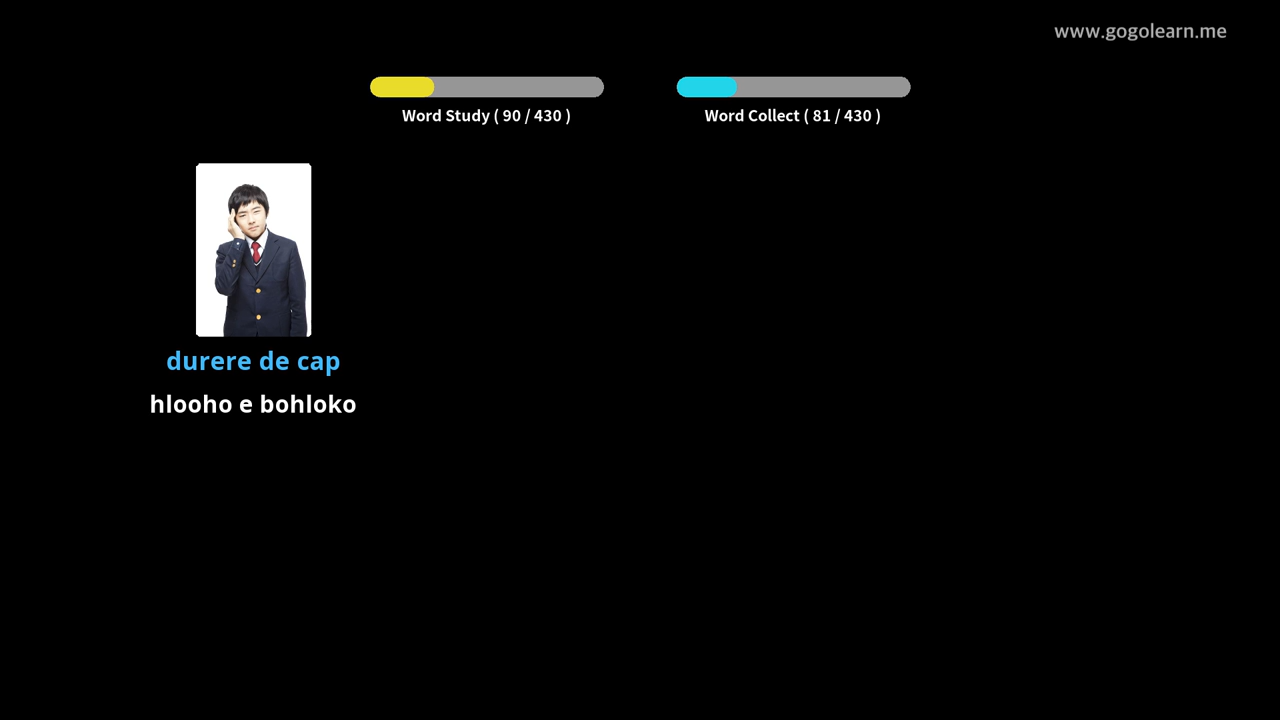 www.gogolearn.me
Word Study ( 90 / 430 )
Word Collect ( 81 / 430 )
durere de cap
hlooho e bohloko